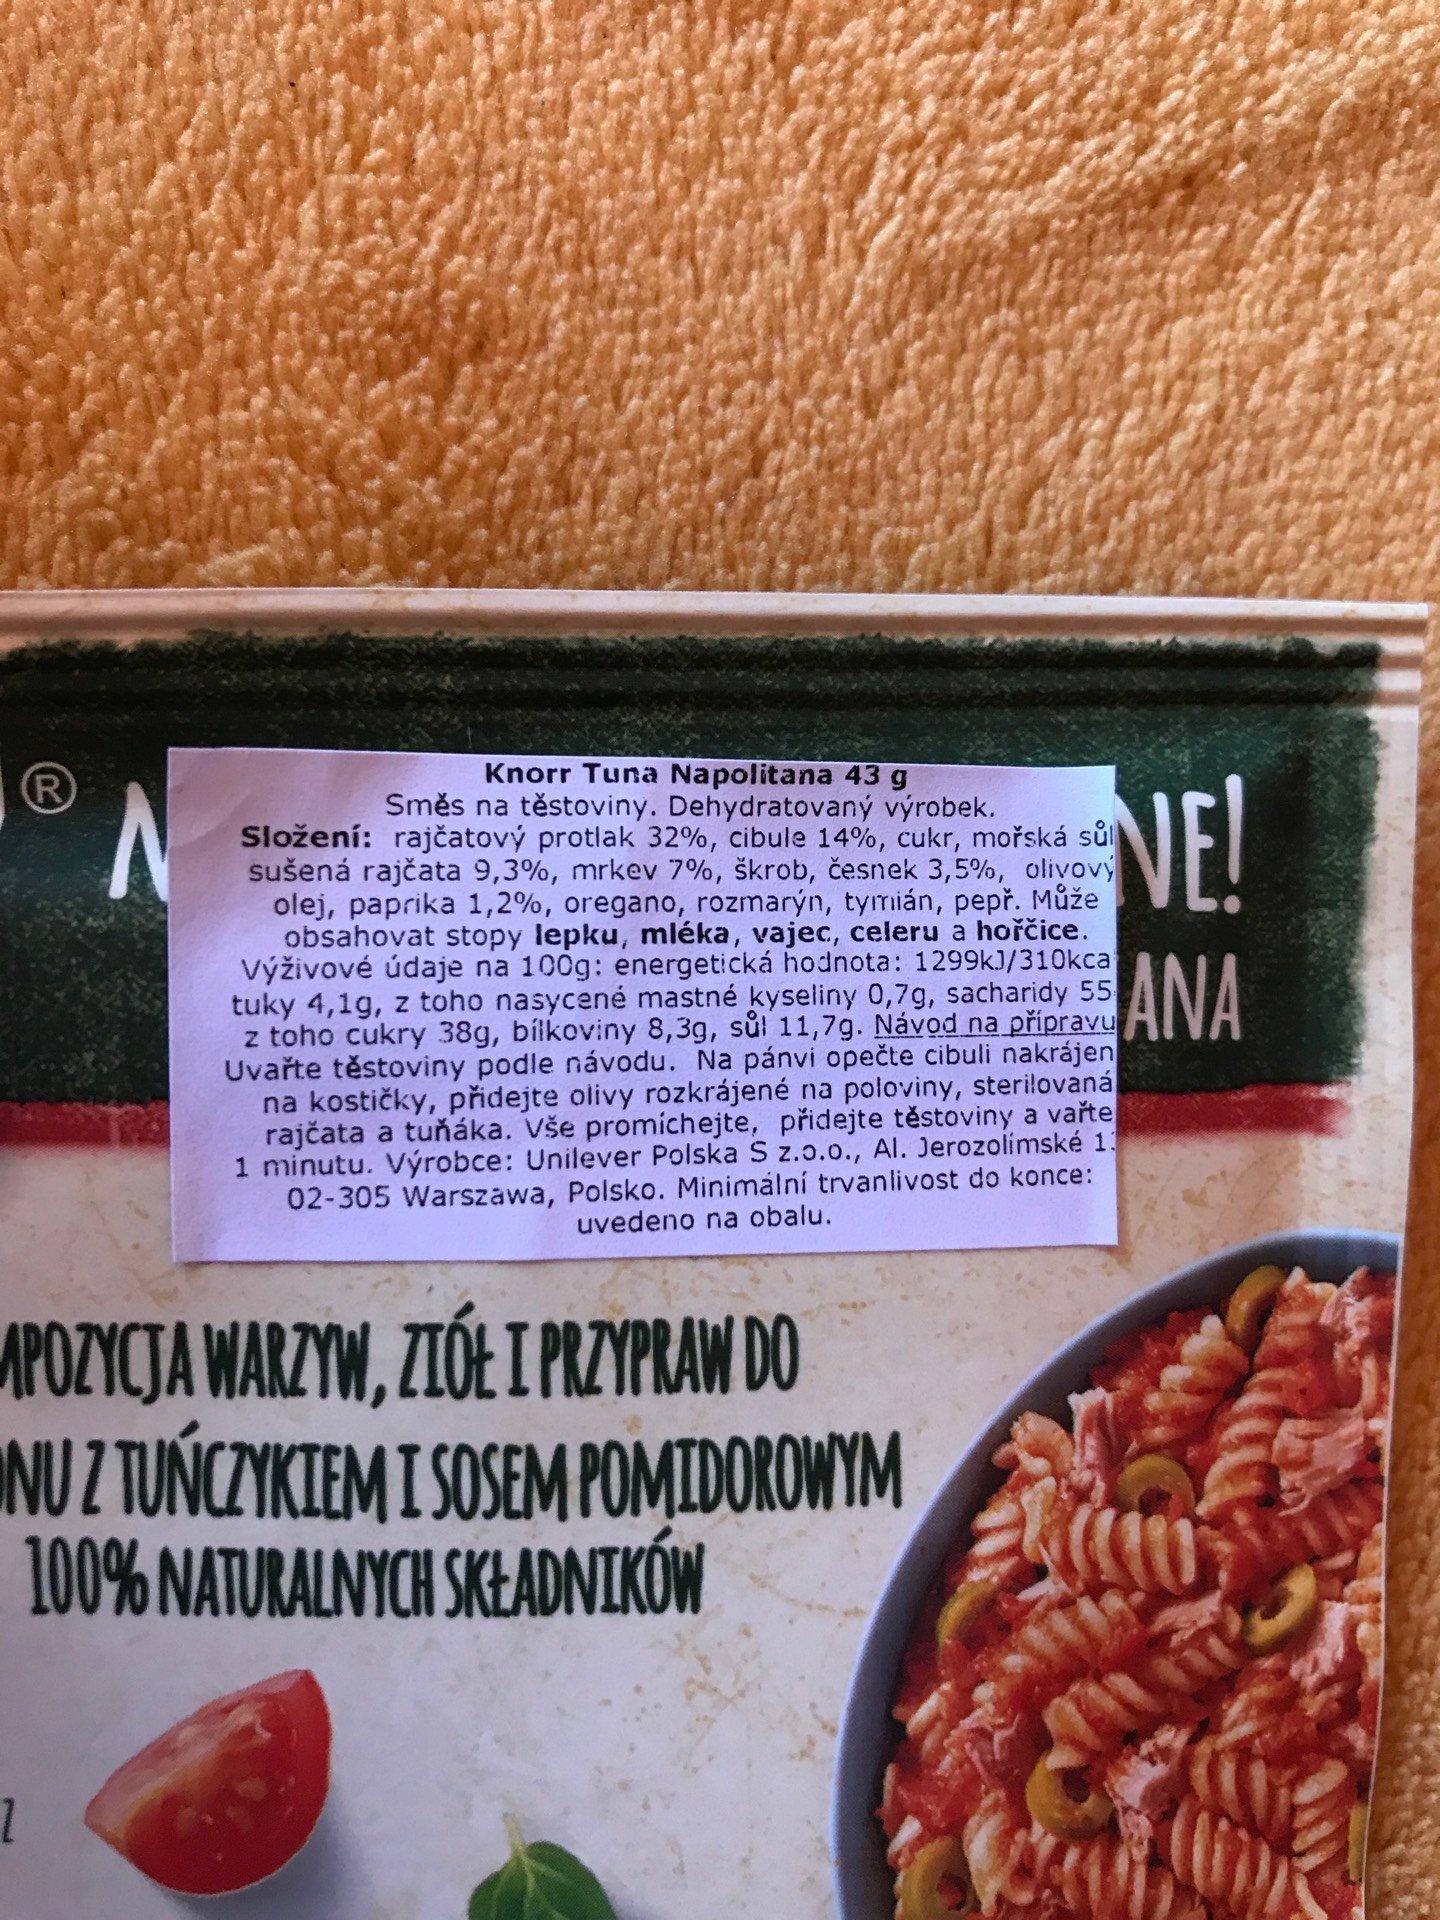 ® N
NE!
ANA
Knorr Tuna Napolitana 43 g
Směs na těstoviny. Dehydratovaný výrobek.
Složení: rajčatový protlak 32%, cibule 14%, cukr, mořská sůl
sušená rajčata 9,3%, mrkev 7%, škrob, česnek 3,5%, olivový
olej, paprika 1,2%, oregano, rozmarýn, tymián, pepř. Může
obsahovat stopy lepku, mléka, vajec, celeru a hořčice.
Výživové údaje na 100g: energetická hodnota: 1299kJ/310kca
tuky 4,1g, z toho nasycené mastné kyseliny 0,7g, sacharidy 55
z toho cukry 38g, bílkoviny 8,3g, sůl 11,7g. Návod na přípravu
Uvařte těstoviny podle návodu. Na pánvi opečte cibuli nakrájen
na kostičky, přidejte olivy rozkrájené na poloviny, sterilovaná
rajčata a tuňáka. Vše promíchejte, přidejte těstoviny a vařte
1 minutu. Výrobce: Unilever Polska S z.o.o., Al. Jerozolímské 1
02-305 Warszawa, Polsko. Minimální trvanlivost do konce:
uvedeno na obalu.
MPOZYCJA WARZYW, ZIÓŁ I PRZYPRAW DO
ONU Z TUŃCZYKIEM I SOSEM POMIDOROWYM
100% NATURALNYCH SKŁADNIKÓW